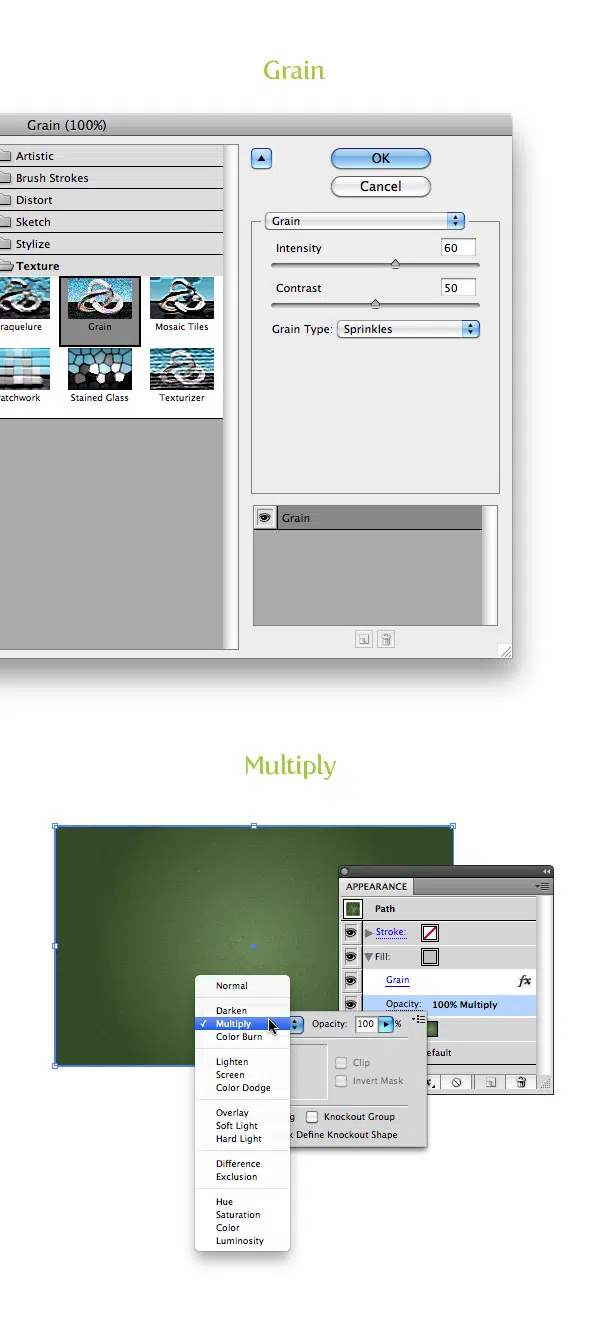 Grain
Grain (100%)
Artistic
Brush Strokes
Distort
Sketch
Stylize
Texture
raquelure
Grain
Mosaic Tiles
atchwork
Stained Glass
Texturizer
OK
Cancel
Grain
Intensity 60
Contrast 50
Grain Type: Sprinkles
Grain
Multiply
APPEARANCE
Path
Stroke:
Fill:
Grain fx
Opacity: 100% Multiply
efault
Normal
Darken
✓ Multiply
Color Burn
Lighten
Screen
Color Dodge
Overlay
Soft Light
Hard Light
Difference
Exclusion
Hue
Saturation
Color
Luminosity
Opacity: 100 %
Clip
Invert Mask
g Knockout Group
k Define Knockout Shape